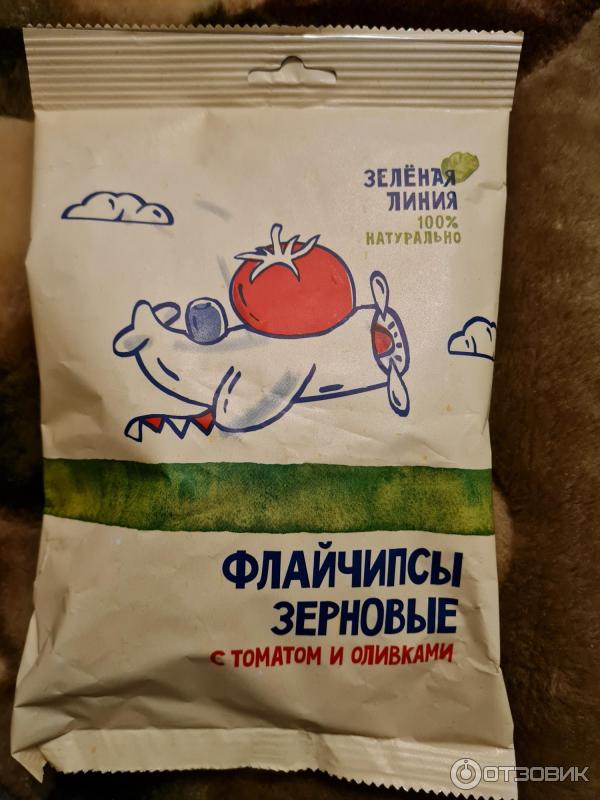 ЗЕЛЁНАЯ
ЛИНИЯ
100%
НАТУРАЛЬНО
ФЛАЙЧИПСЫ
ЗЕРНОВЫЕ
С ТОМАТОМ И ОЛИВКАМИ
ОТЗОВИК